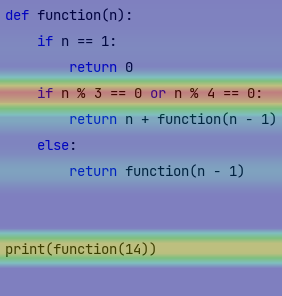 def function(n):
    if n == 1:
        return 0
    if n % 3 == 0 or n % 4 == 0:
        return n + function(n - 1)
    else:
        return function(n - 1)
print(function(14))